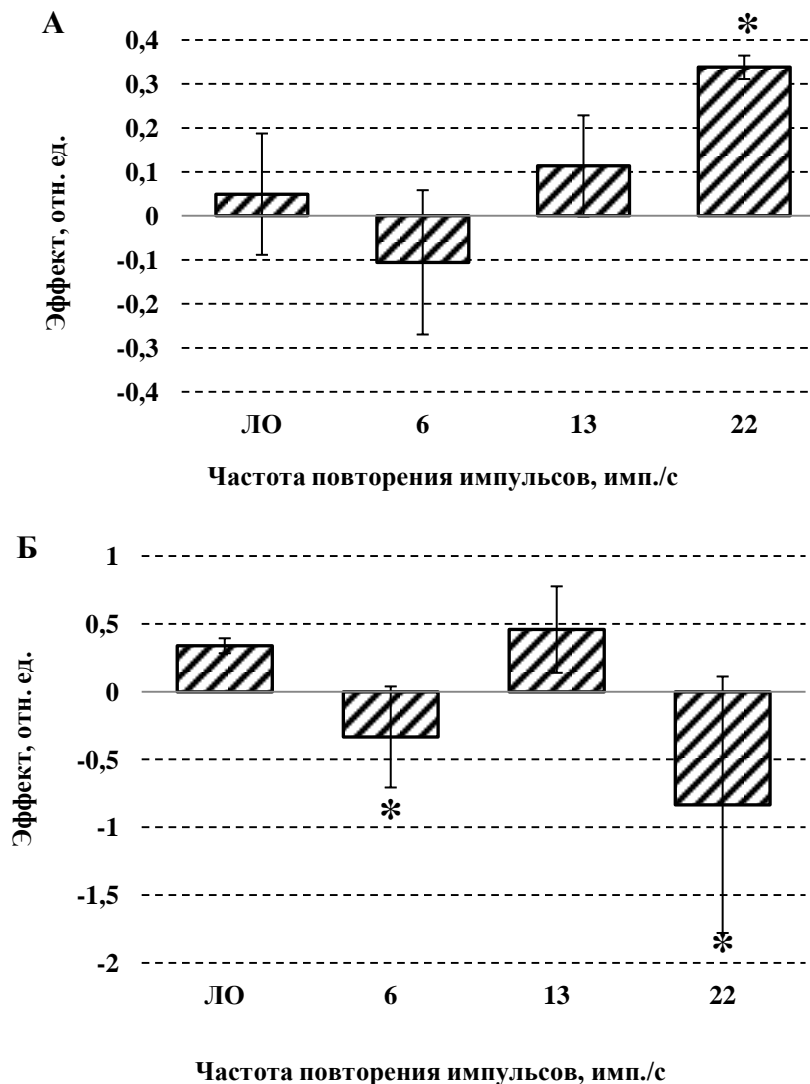 А
*
0,4
0,3
0,2
0,1
0
-0,1
-0,2
-0,3
-0,4
Эффект, отн. ед.
ЛО 6 13 22
Частота повторения импульсов, имп./с
Б
1
0,5
0
-0,5
-1
-1,5
-2
Эффект, отн. ед.
*
*
ЛО 6 13 22
Частота повторения импульсов, имп./с